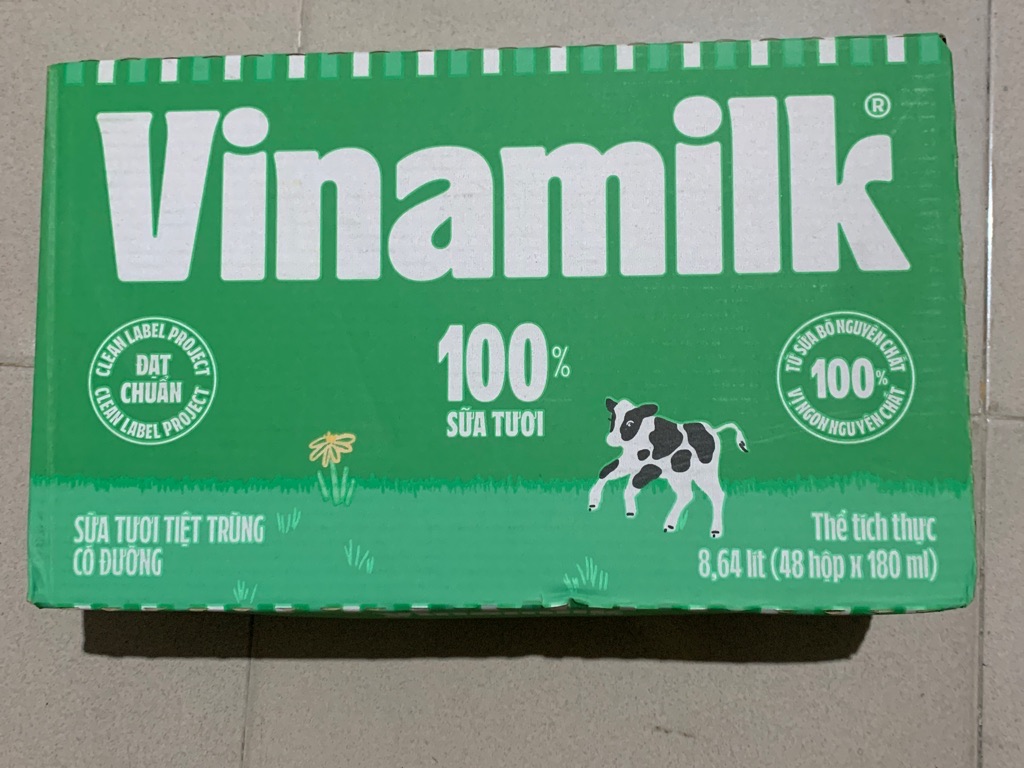 Vinamilk®
CLEAN LABEL PROJECT
ĐẠT
CHUẨN
CLEAN LABEL PROJECT
100%
SỮA TƯƠI
TỪ SỮA BÒ NGUYÊN CHẤT
100%
VỊ NGON NGUYÊN CHẤT
SỮA TƯƠI TIỆT TRÙNG
CÓ ĐƯỜNG
Thể tích thực
8,64 lít (48 hộp x 180 ml)